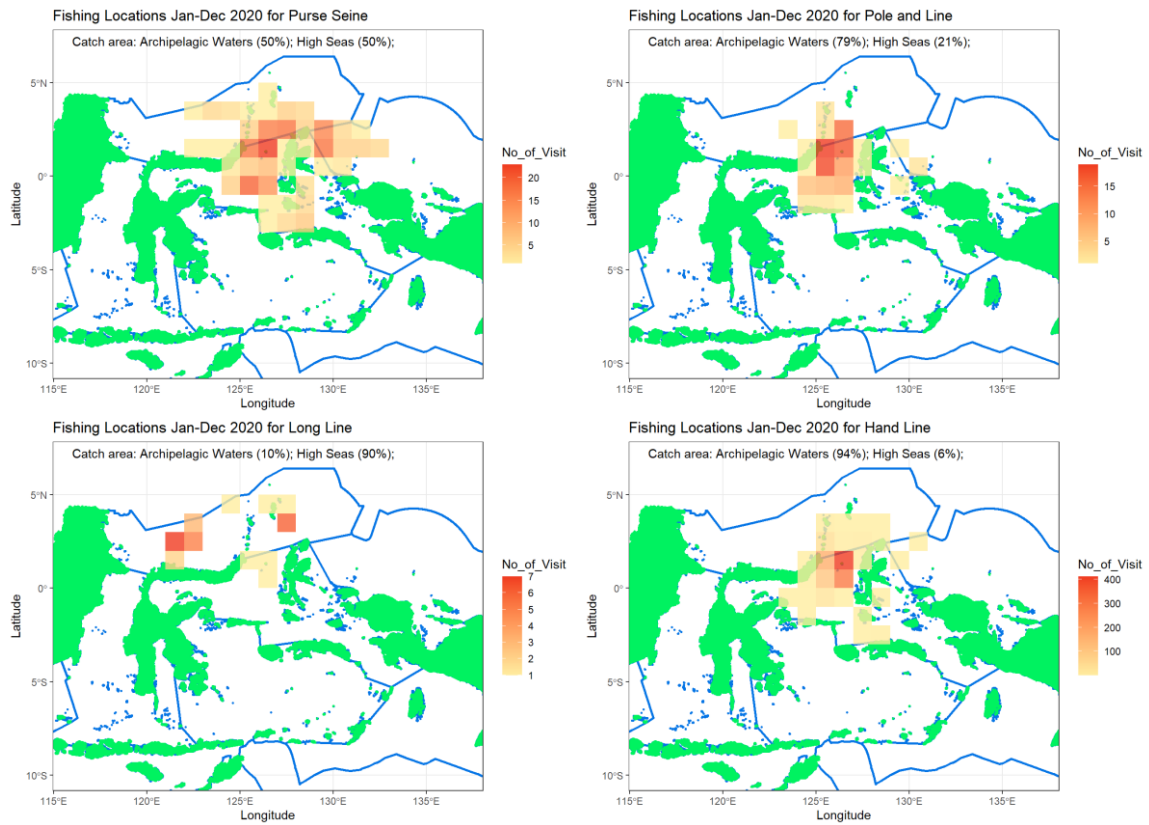 Fishing Locations Jan-Dec 2020 for Purse Seine
Catch area: Archipelagic Waters (50%); High Seas (50%);
5°N
0°
5°S
10°S
Latitude
115°E 120°E 125°E 130°E 135°E
Longitude
No_of_Visit
20
15
10
5
Fishing Locations Jan-Dec 2020 for Pole and Line
Catch area: Archipelagic Waters (79%); High Seas (21%);
5°N
0°
5°S
10°S
Latitude
115°E 120°E 125°E 130°E 135°E
Longitude
No_of_Visit
15
10
5
Fishing Locations Jan-Dec 2020 for Long Line
Catch area: Archipelagic Waters (10%); High Seas (90%);
5°N
0°
5°S
10°S
Latitude
115°E 120°E 125°E 130°E 135°E
Longitude
No_of_Visit
7
6
5
4
3
2
1
Fishing Locations Jan-Dec 2020 for Hand Line
Catch area: Archipelagic Waters (94%); High Seas (6%);
5°N
0°
5°S
10°S
Latitude
115°E 120°E 125°E 130°E 135°E
Longitude
No_of_Visit
400
300
200
100